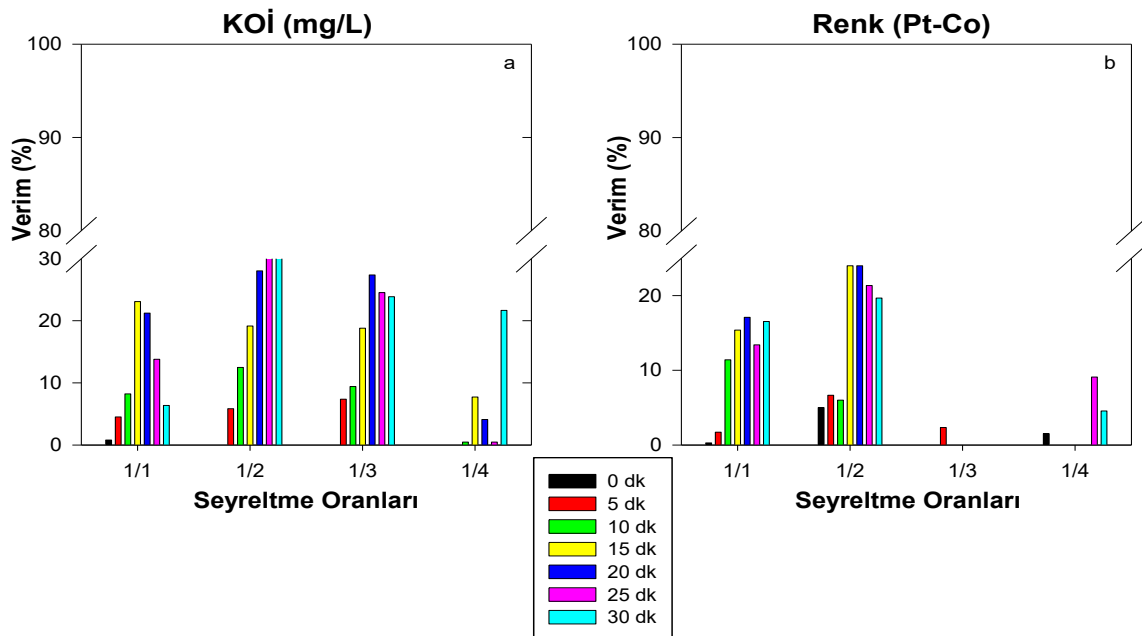 KOİ (mg/L)
a
Verim (%)
100
90
80
30
20
10
0
1/1 1/2 1/3 1/4
Seyreltme Oranları
Renk (Pt-Co)
b
Verim (%)
100
90
80
20
10
0
1/1 1/2 1/3 1/4
Seyreltme Oranları
0 dk
5 dk
10 dk
15 dk
20 dk
25 dk
30 dk